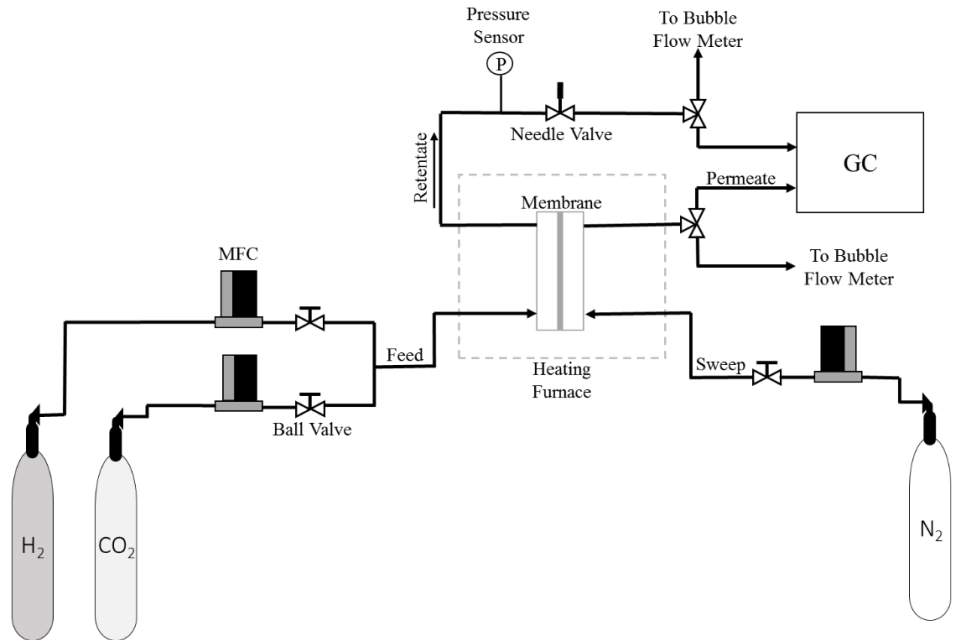 Pressure
Sensor
To Bubble
Flow Meter
P
Needle Valve
Retentate
GC
Permeate
Membrane
To Bubble
Flow Meter
MFC
Feed
Sweep
Heating
Furnace
Ball Valve
H₂
CO₂
N₂